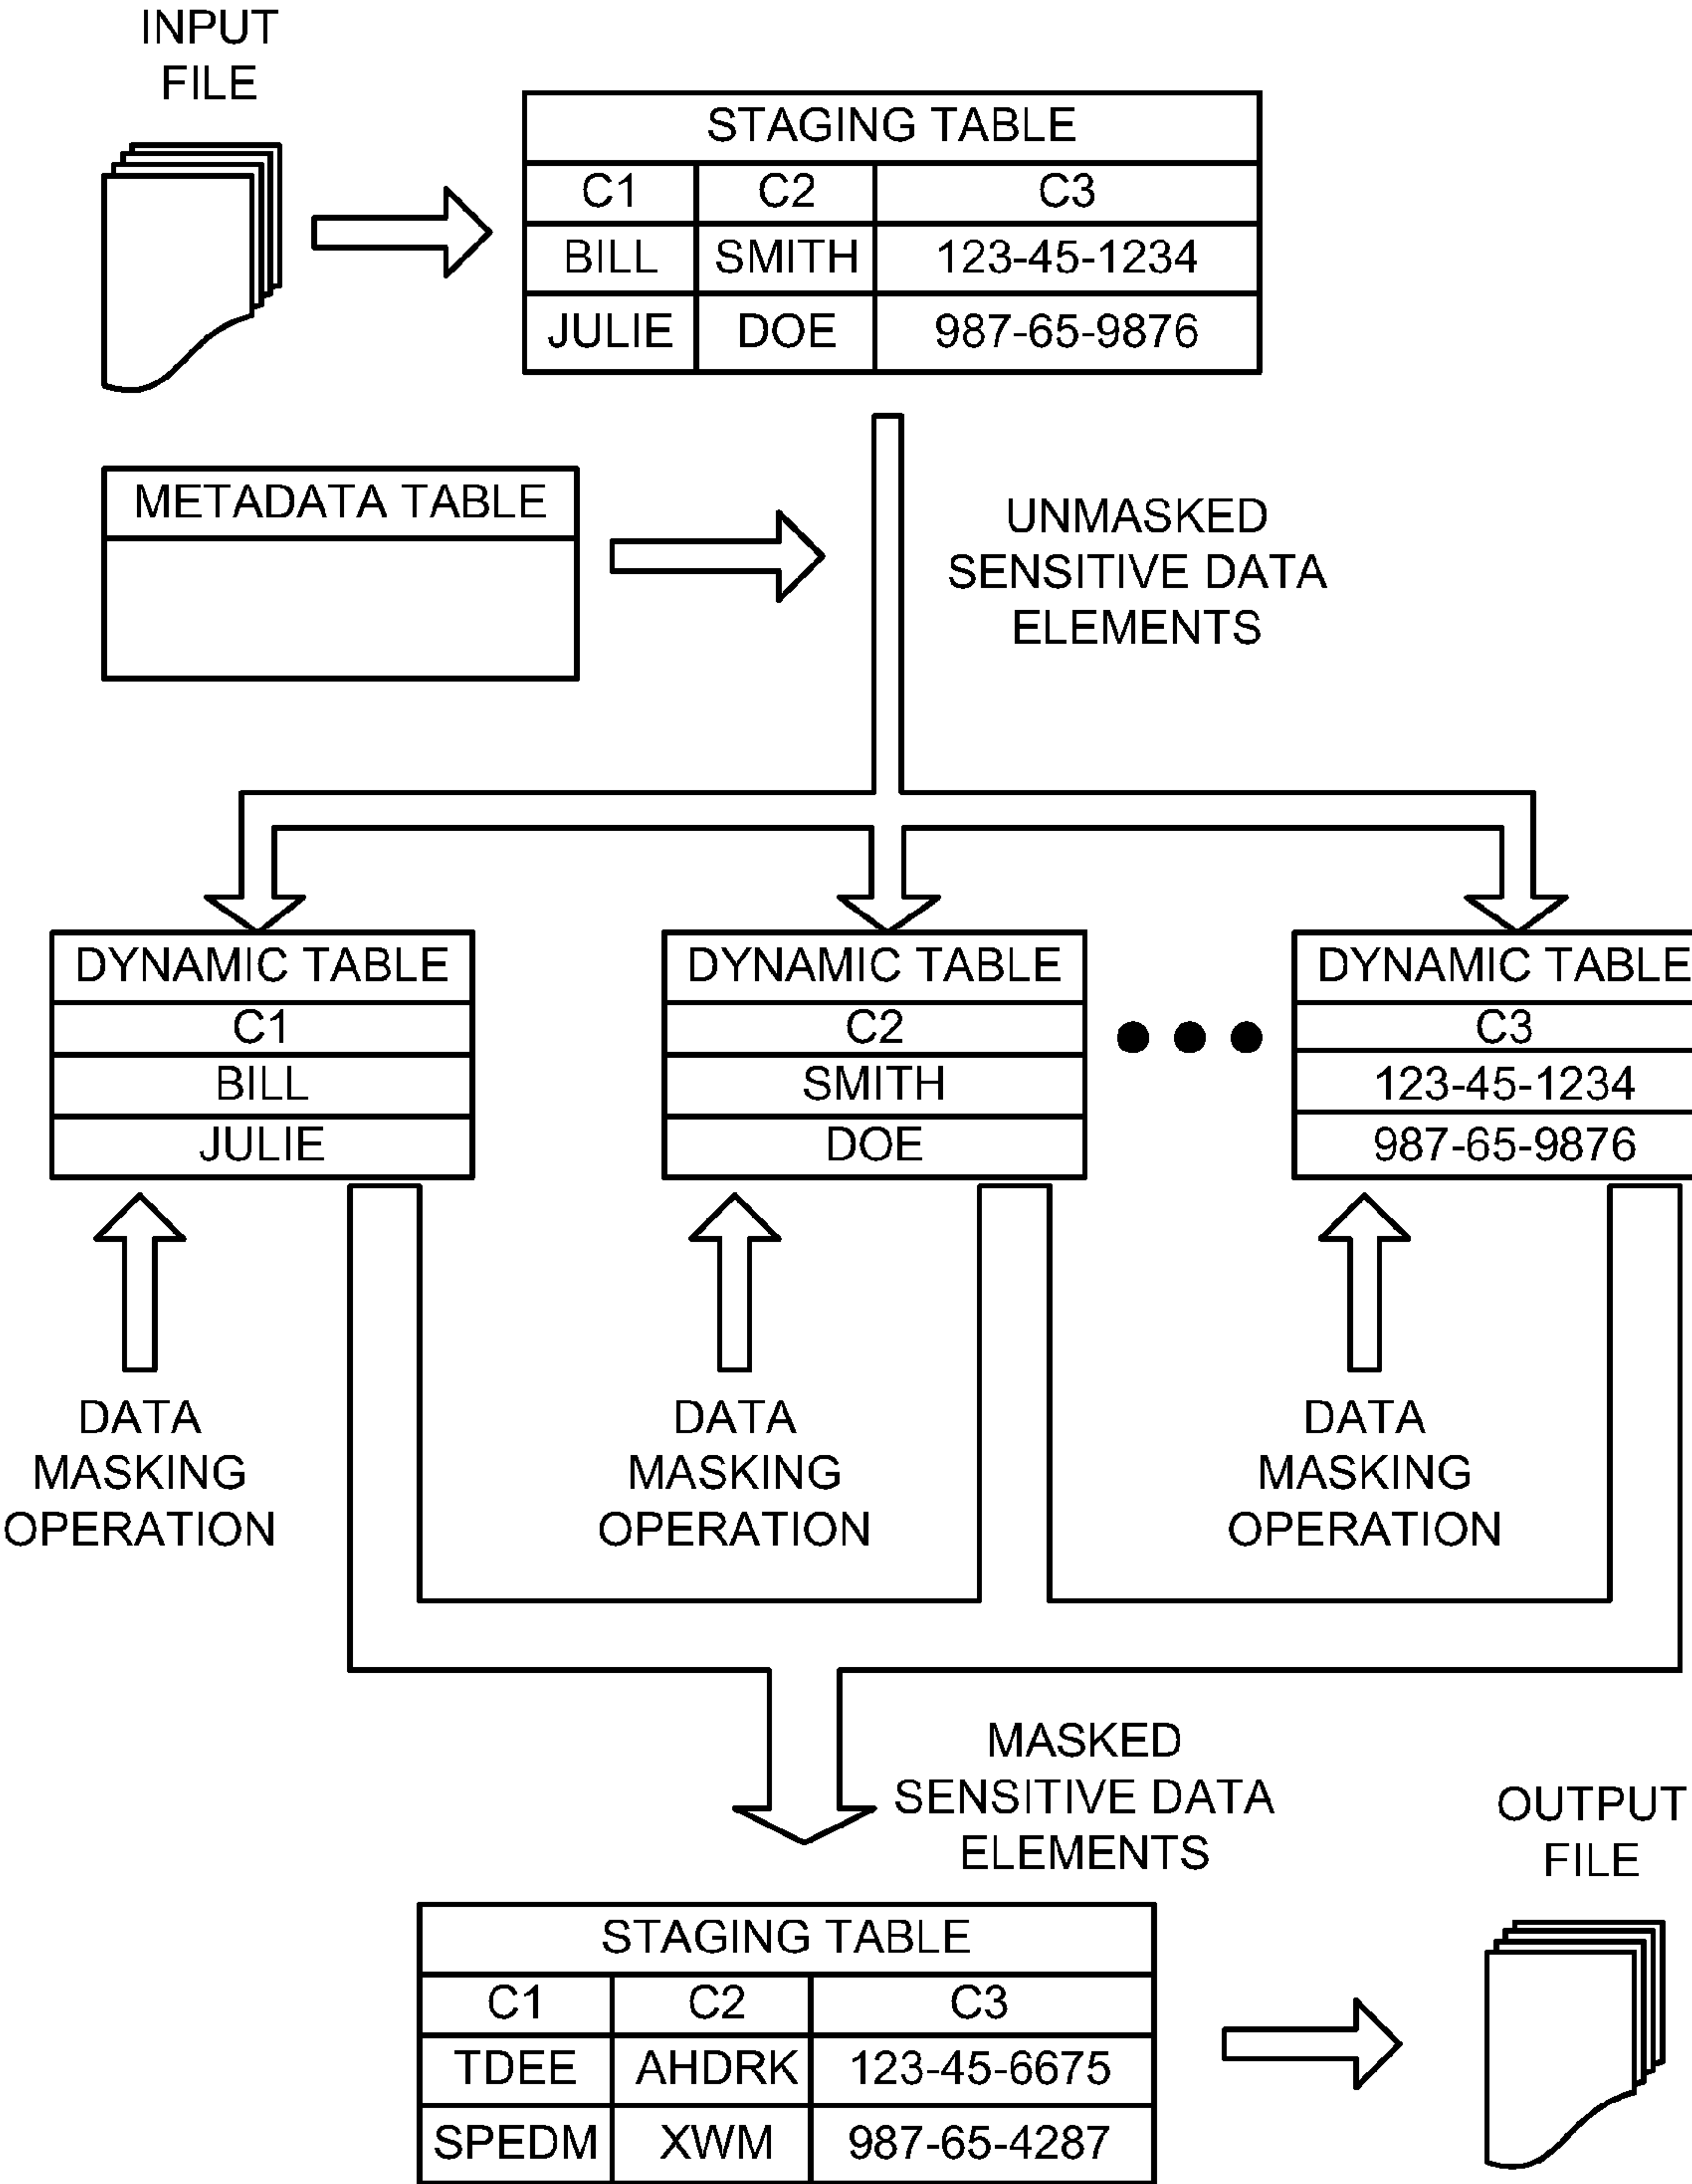 INPUT
FILE
STAGING TABLE
C1 C2 C3
BILL SMITH 123-45-1234
JULIE DOE 987-65-9876
METADATA TABLE
UNMASKED
SENSITIVE DATA
ELEMENTS
DYNAMIC TABLE
C1
BILL
JULIE
DYNAMIC TABLE
C2
SMITH
DOE
DYNAMIC TABLE
C3
123-45-1234
987-65-9876
DATA
MASKING
OPERATION
DATA
MASKING
OPERATION
DATA
MASKING
OPERATION
MASKED
SENSITIVE DATA
ELEMENTS
OUTPUT
FILE
STAGING TABLE
C1 C2 C3
TDEE AHDRK 123-45-6675
SPEDM XWM 987-65-4287